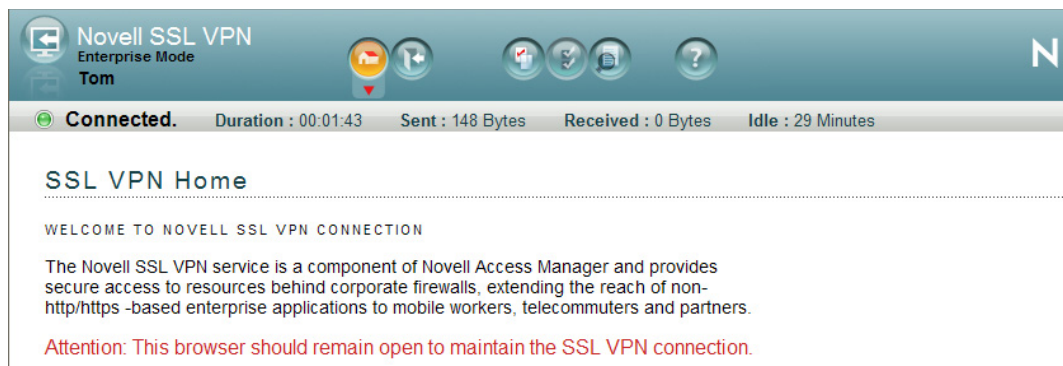 Novell SSL VPN
Enterprise Mode
Tom
N
?
Connected. Duration : 00:01:43 Sent : 148 Bytes Received : 0 Bytes Idle : 29 Minutes
SSL VPN Home
WELCOME TO NOVELL SSL VPN CONNECTION
The Novell SSL VPN service is a component of Novell Access Manager and provides
secure access to resources behind corporate firewalls, extending the reach of non-
http/https -based enterprise applications to mobile workers, telecommuters and partners.
Attention: This browser should remain open to maintain the SSL VPN connection.